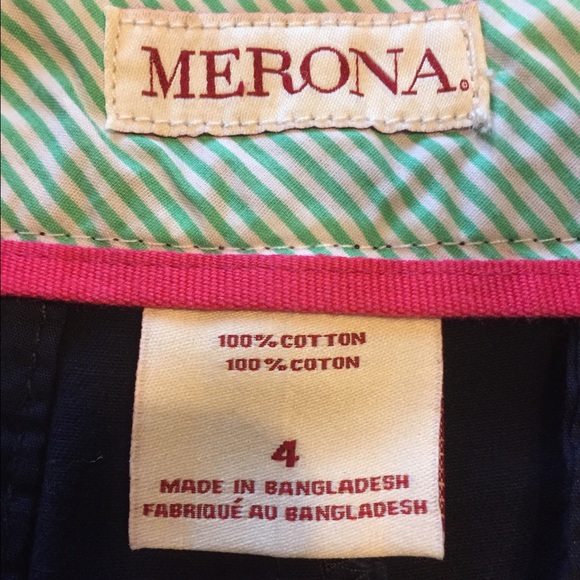 MERONA®
100% COTTON
100% COTON
4
MADE IN BANGLADESH
FABRIQUÉ AU BANGLADESH